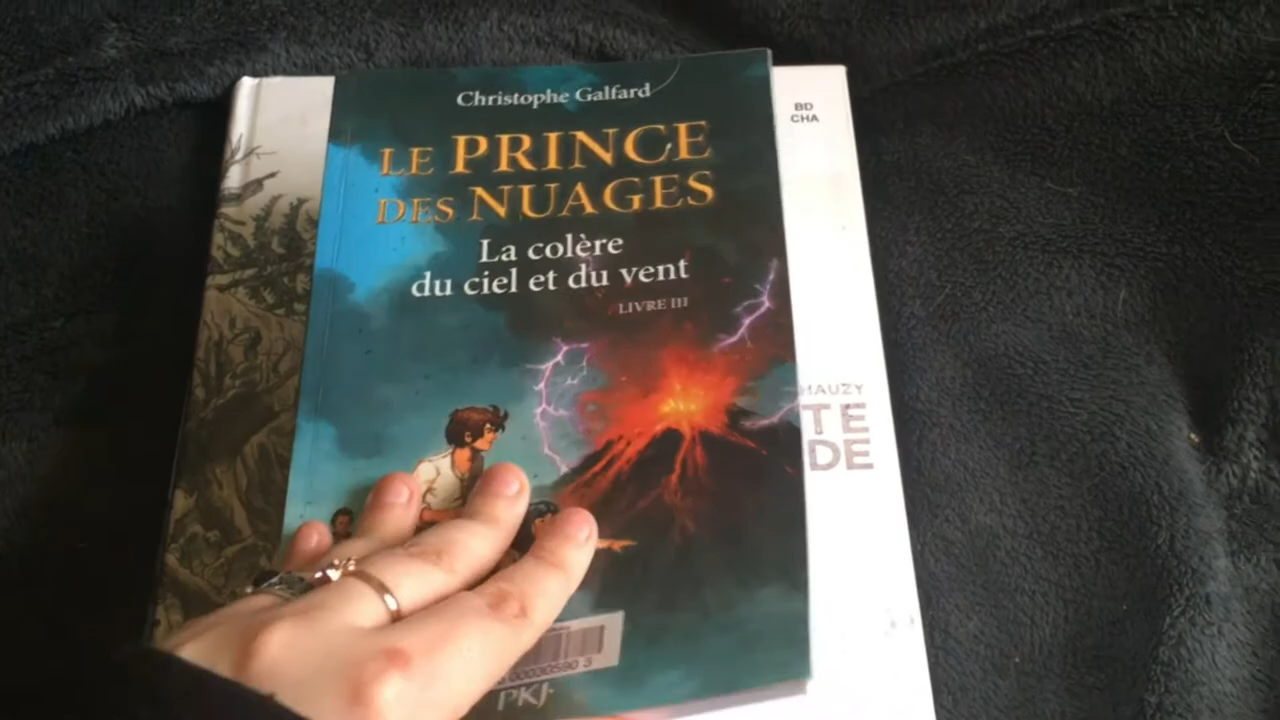 Christophe Galfard
LE PRINCE
DES NUAGES
La colère
du ciel et du vent
LIVRE III
BD
CHA
HAUZY
TE
DE
PKJ